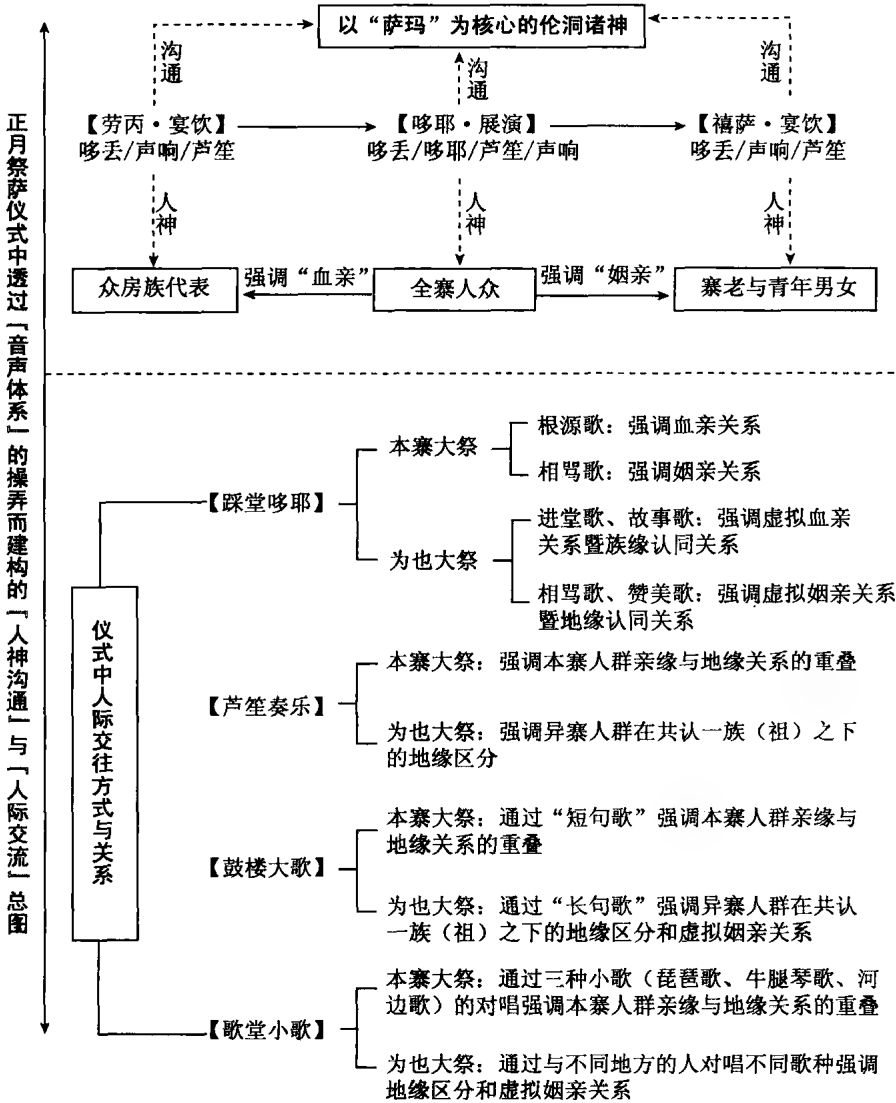 以“萨玛”为核心的伦洞诸神
沟通
沟通
沟通
【劳丙·宴饮】
【哆耶·展演】
【禧萨·宴饮】
哆丢/声响/芦笙
哆丢/哆耶/芦笙/声响
哆丢/声响/芦笙
人神
人神
人神
众房族代表
强调“血亲”
全寨人众
强调“姻亲”
寨老与青年男女
正月祭萨仪式中透过「音声体系」的操弄而建构的「人神沟通」与「人际交流」总图
仪式中人际交往方式与关系
【踩堂哆耶】
本寨大祭
根源歌：强调血亲关系
相骂歌：强调姻亲关系
为也大祭
进堂歌、故事歌：强调虚拟血亲
关系暨族缘认同关系
相骂歌、赞美歌：强调虚拟姻亲关系
暨地缘认同关系
【芦笙奏乐】
本寨大祭：强调本寨人群亲缘与地缘关系的重叠
为也大祭：强调异寨人群在共认一族（祖）之下
的地缘区分
【鼓楼大歌】
本寨大祭：通过“短句歌”强调本寨人群亲缘与
地缘关系的重叠
为也大祭：通过“长句歌”强调异寨人群在共认
一族（祖）之下的地缘区分和虚拟姻亲关系
【歌堂小歌】
本寨大祭：通过三种小歌（琵琶歌、牛腿琴歌、河
边歌）的对唱强调本寨人群亲缘与地缘关系的重叠
为也大祭：通过与不同地方的人对唱不同歌种强调
地缘区分和虚拟姻亲关系